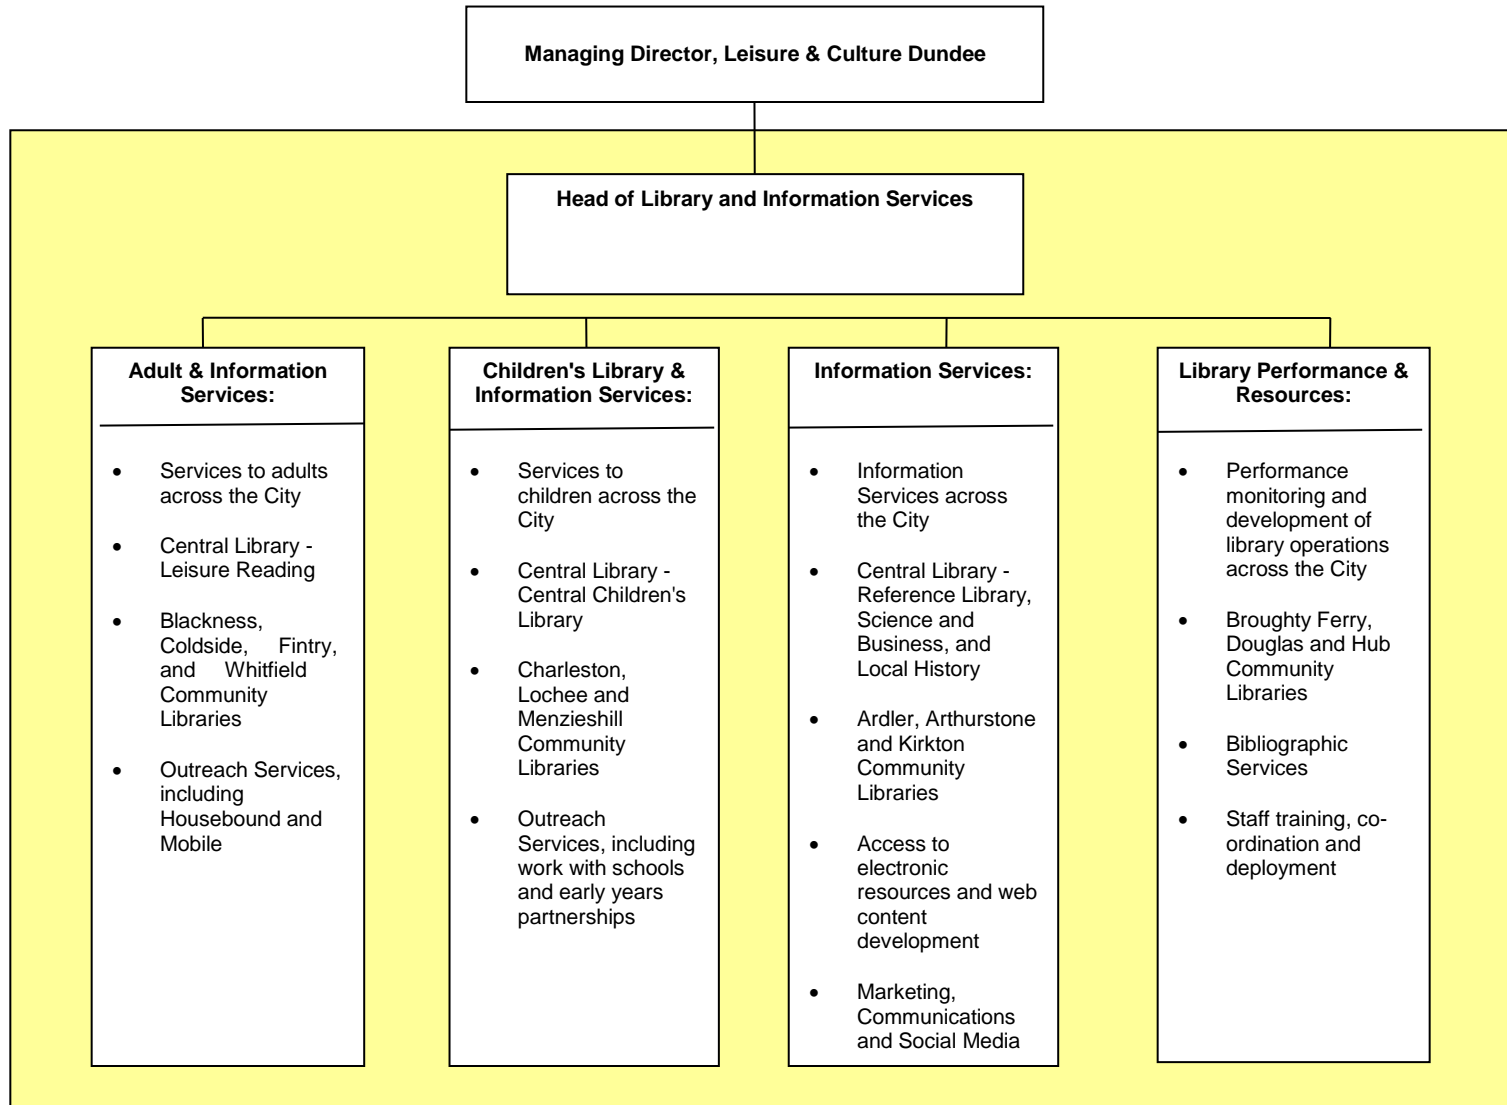 Managing Director, Leisure & Culture Dundee
Head of Library and Information Services
Adult & Information
Services:
• Services to adults
across the City
• Central Library -
Leisure Reading
• Blackness,
Coldside, Fintry,
and Whitfield
Community
Libraries
• Outreach Services,
including
Housebound and
Mobile
Children's Library &
Information Services:
• Services to
children across the
City
• Central Library -
Central Children's
Library
• Charleston,
Lochee and
Menzieshill
Community
Libraries
• Outreach
Services, including
work with schools
and early years
partnerships
Information Services:
• Information
Services across
the City
• Central Library -
Reference Library,
Science and
Business, and
Local History
• Ardler, Arthurstone
and Kirkton
Community
Libraries
• Access to
electronic
resources and web
content
development
• Marketing,
Communications
and Social Media
Library Performance &
Resources:
• Performance
monitoring and
development of
library operations
across the City
• Broughty Ferry,
Douglas and Hub
Community
Libraries
• Bibliographic
Services
• Staff training, co-
ordination and
deployment